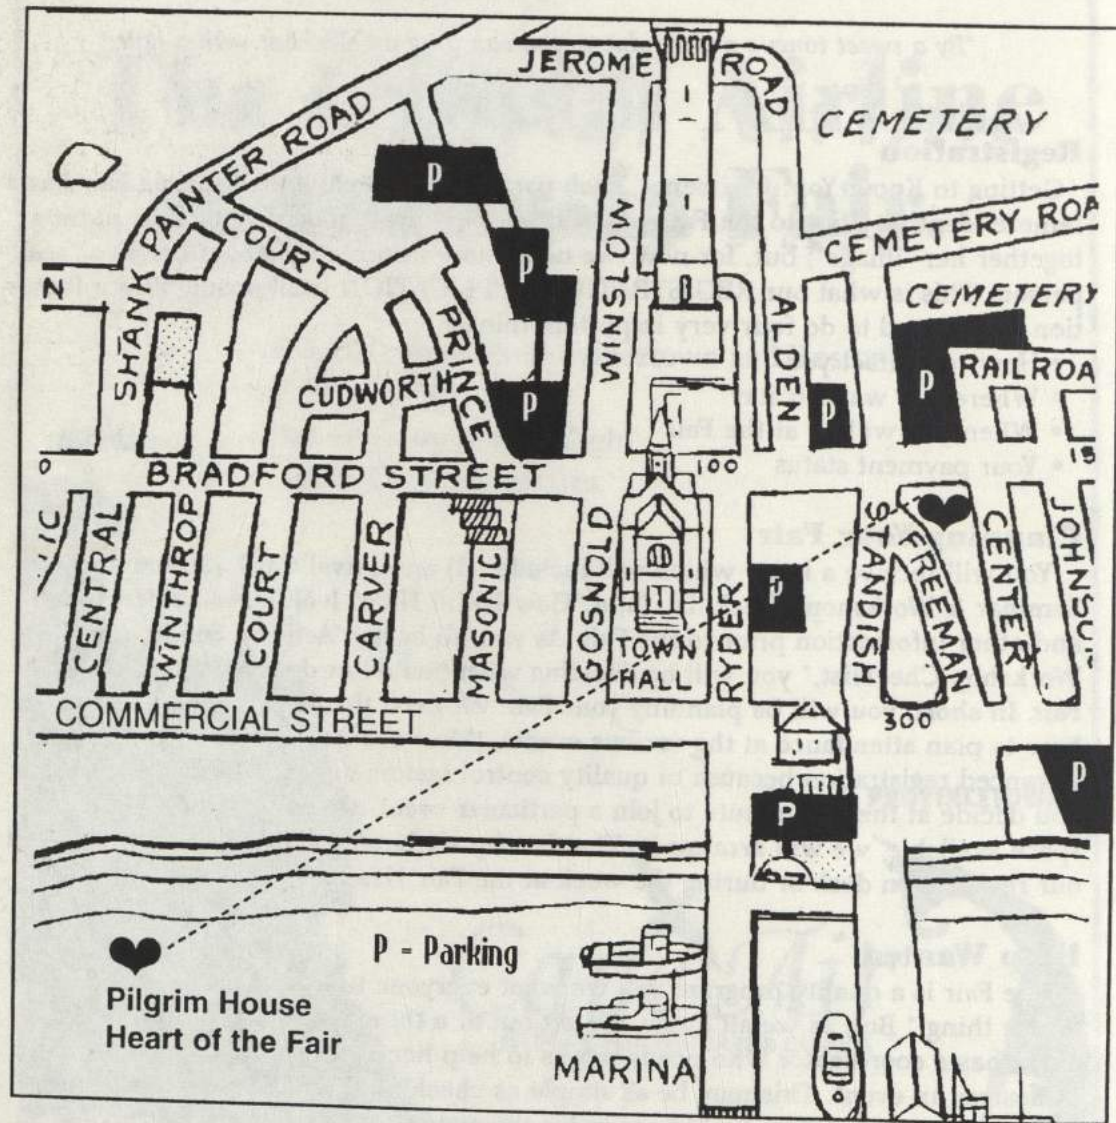 JEROME ROAD
CEMETERY
SHANK PAINTER ROAD
P
COURT
WINSLOW
CEMETERY ROA
CEMETERY
P
N
PRINCE
ALDEN
P
RAILROA
CUDWORTH
P
P
0
100
BRADFORD STREET
CENTRAL
WINTHROP
COURT
CARVER
MASONIC
GOSNOLD
TOWN
HALL
RYDER
P
STANDISH
FREEMAN
CENTER
COMMERCIAL STREET
300
P
P
P - Parking
Pilgrim House
Heart of the Fair
MARINA